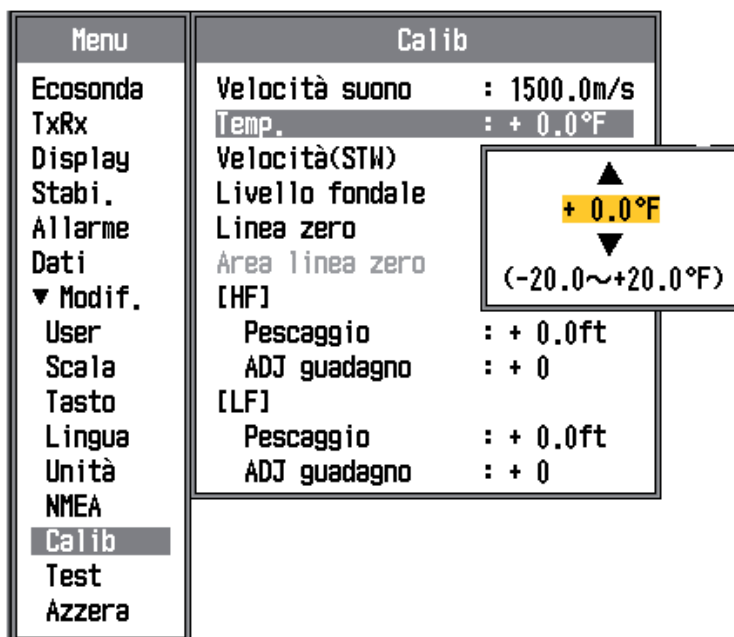 Menu
Ecosonda
TxRx
Display
Stabi.
Allarme
Dati
▼ Modif.
User
Scala
Tasto
Lingua
Unità
NMEA
Calib
Test
Azzera
Calib
Velocità suono : 1500.0m/s
Temp. : + 0.0°F
Velocità(STW)
Livello fondale
Linea zero
Area linea zero
[HF]
Pescaggio : + 0.0ft
ADJ guadagno : + 0
[LF]
Pescaggio : + 0.0ft
ADJ guadagno : + 0
▲
+ 0.0°F
▼
(-20.0～+20.0°F)